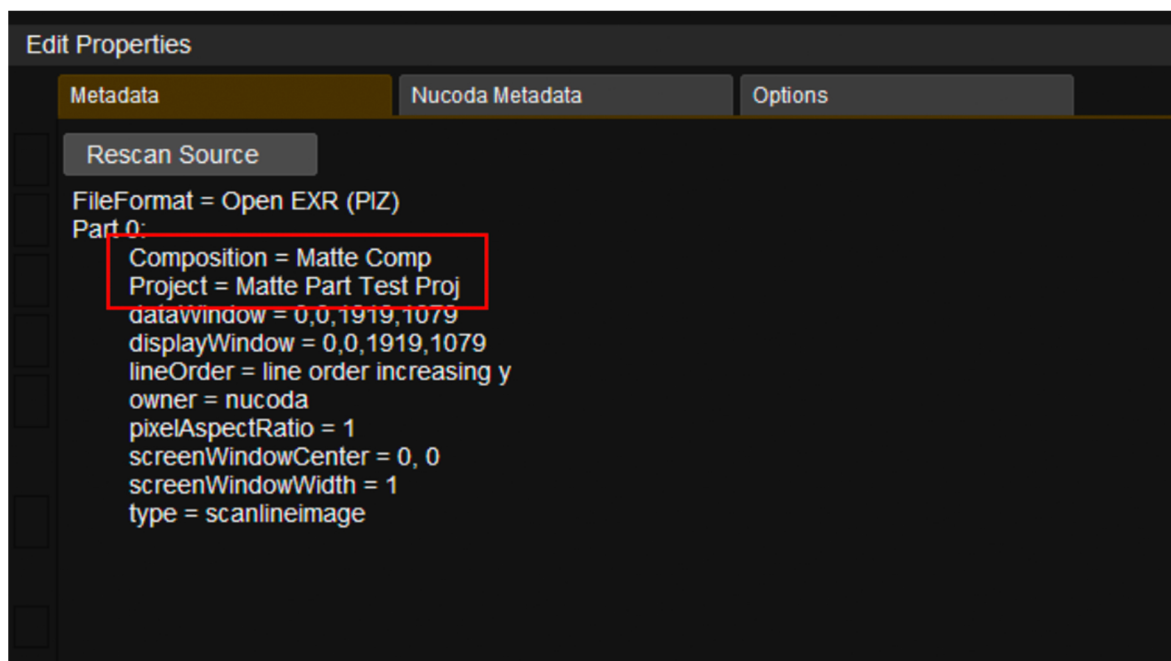 Edit Properties
Metadata
Nucoda Metadata
Options
Rescan Source
FileFormat = Open EXR (PIZ)
Part 0:
Composition = Matte Comp
Project = Matte Part Test Proj
dataWindow = 0,0,1919,1079
displayWindow = 0,0,1919,1079
lineOrder = line order increasing y
owner = nucoda
pixelAspectRatio = 1
screenWindowCenter = 0, 0
screenWindowWidth = 1
type = scanlineimage